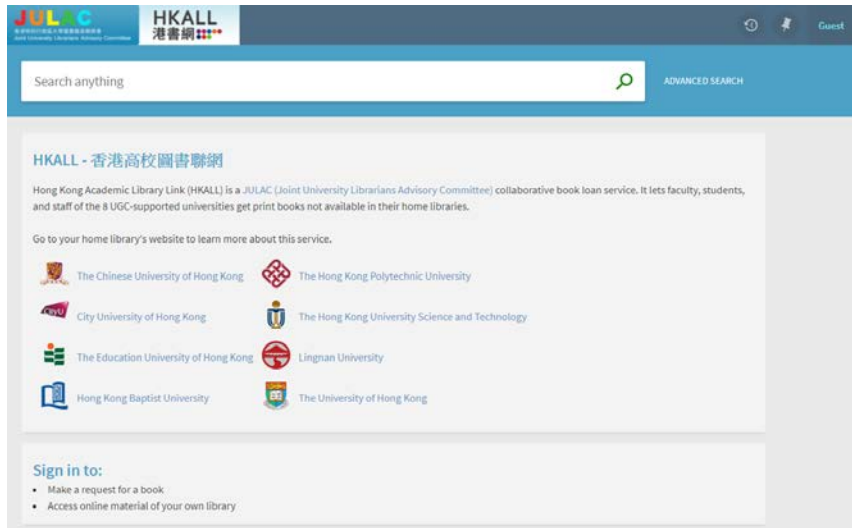 JULAC
Joint University Librarians Advisory Committee
HKALL
港書網
Guest
Search anything
ADVANCED SEARCH
HKALL - 香港高校圖書聯網
Hong Kong Academic Library Link (HKALL) is a JULAC (Joint University Librarians Advisory Committee) collaborative book loan service. It lets faculty, students,
and staff of the 8 UGC-supported universities get print books not available in their home libraries.
Go to your home library's website to learn more about this service.
The Chinese University of Hong Kong
The Hong Kong Polytechnic University
City University of Hong Kong
The Hong Kong University Science and Technology
The Education University of Hong Kong
Lingnan University
Hong Kong Baptist University
The University of Hong Kong
Sign in to:
Make a request for a book
Access online material of your own library